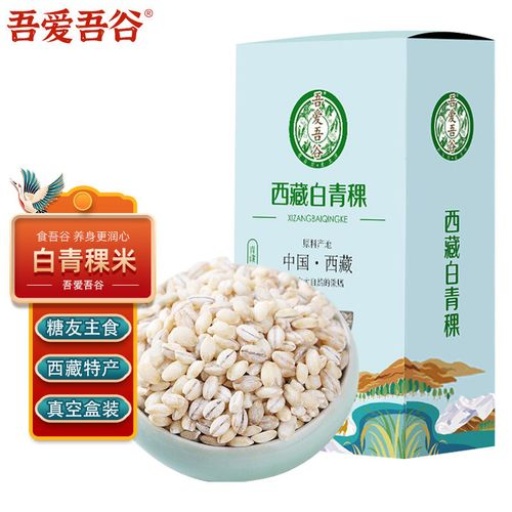 吾爱吾谷
吾爱吾谷
西藏白青稞
XIZANGBAIQINGKE
原料产地
中国·西藏
西藏白青稞
食吾谷 养身更润心
白青稞米
吾爱吾谷
糖友主食
西藏特产
真空盒装